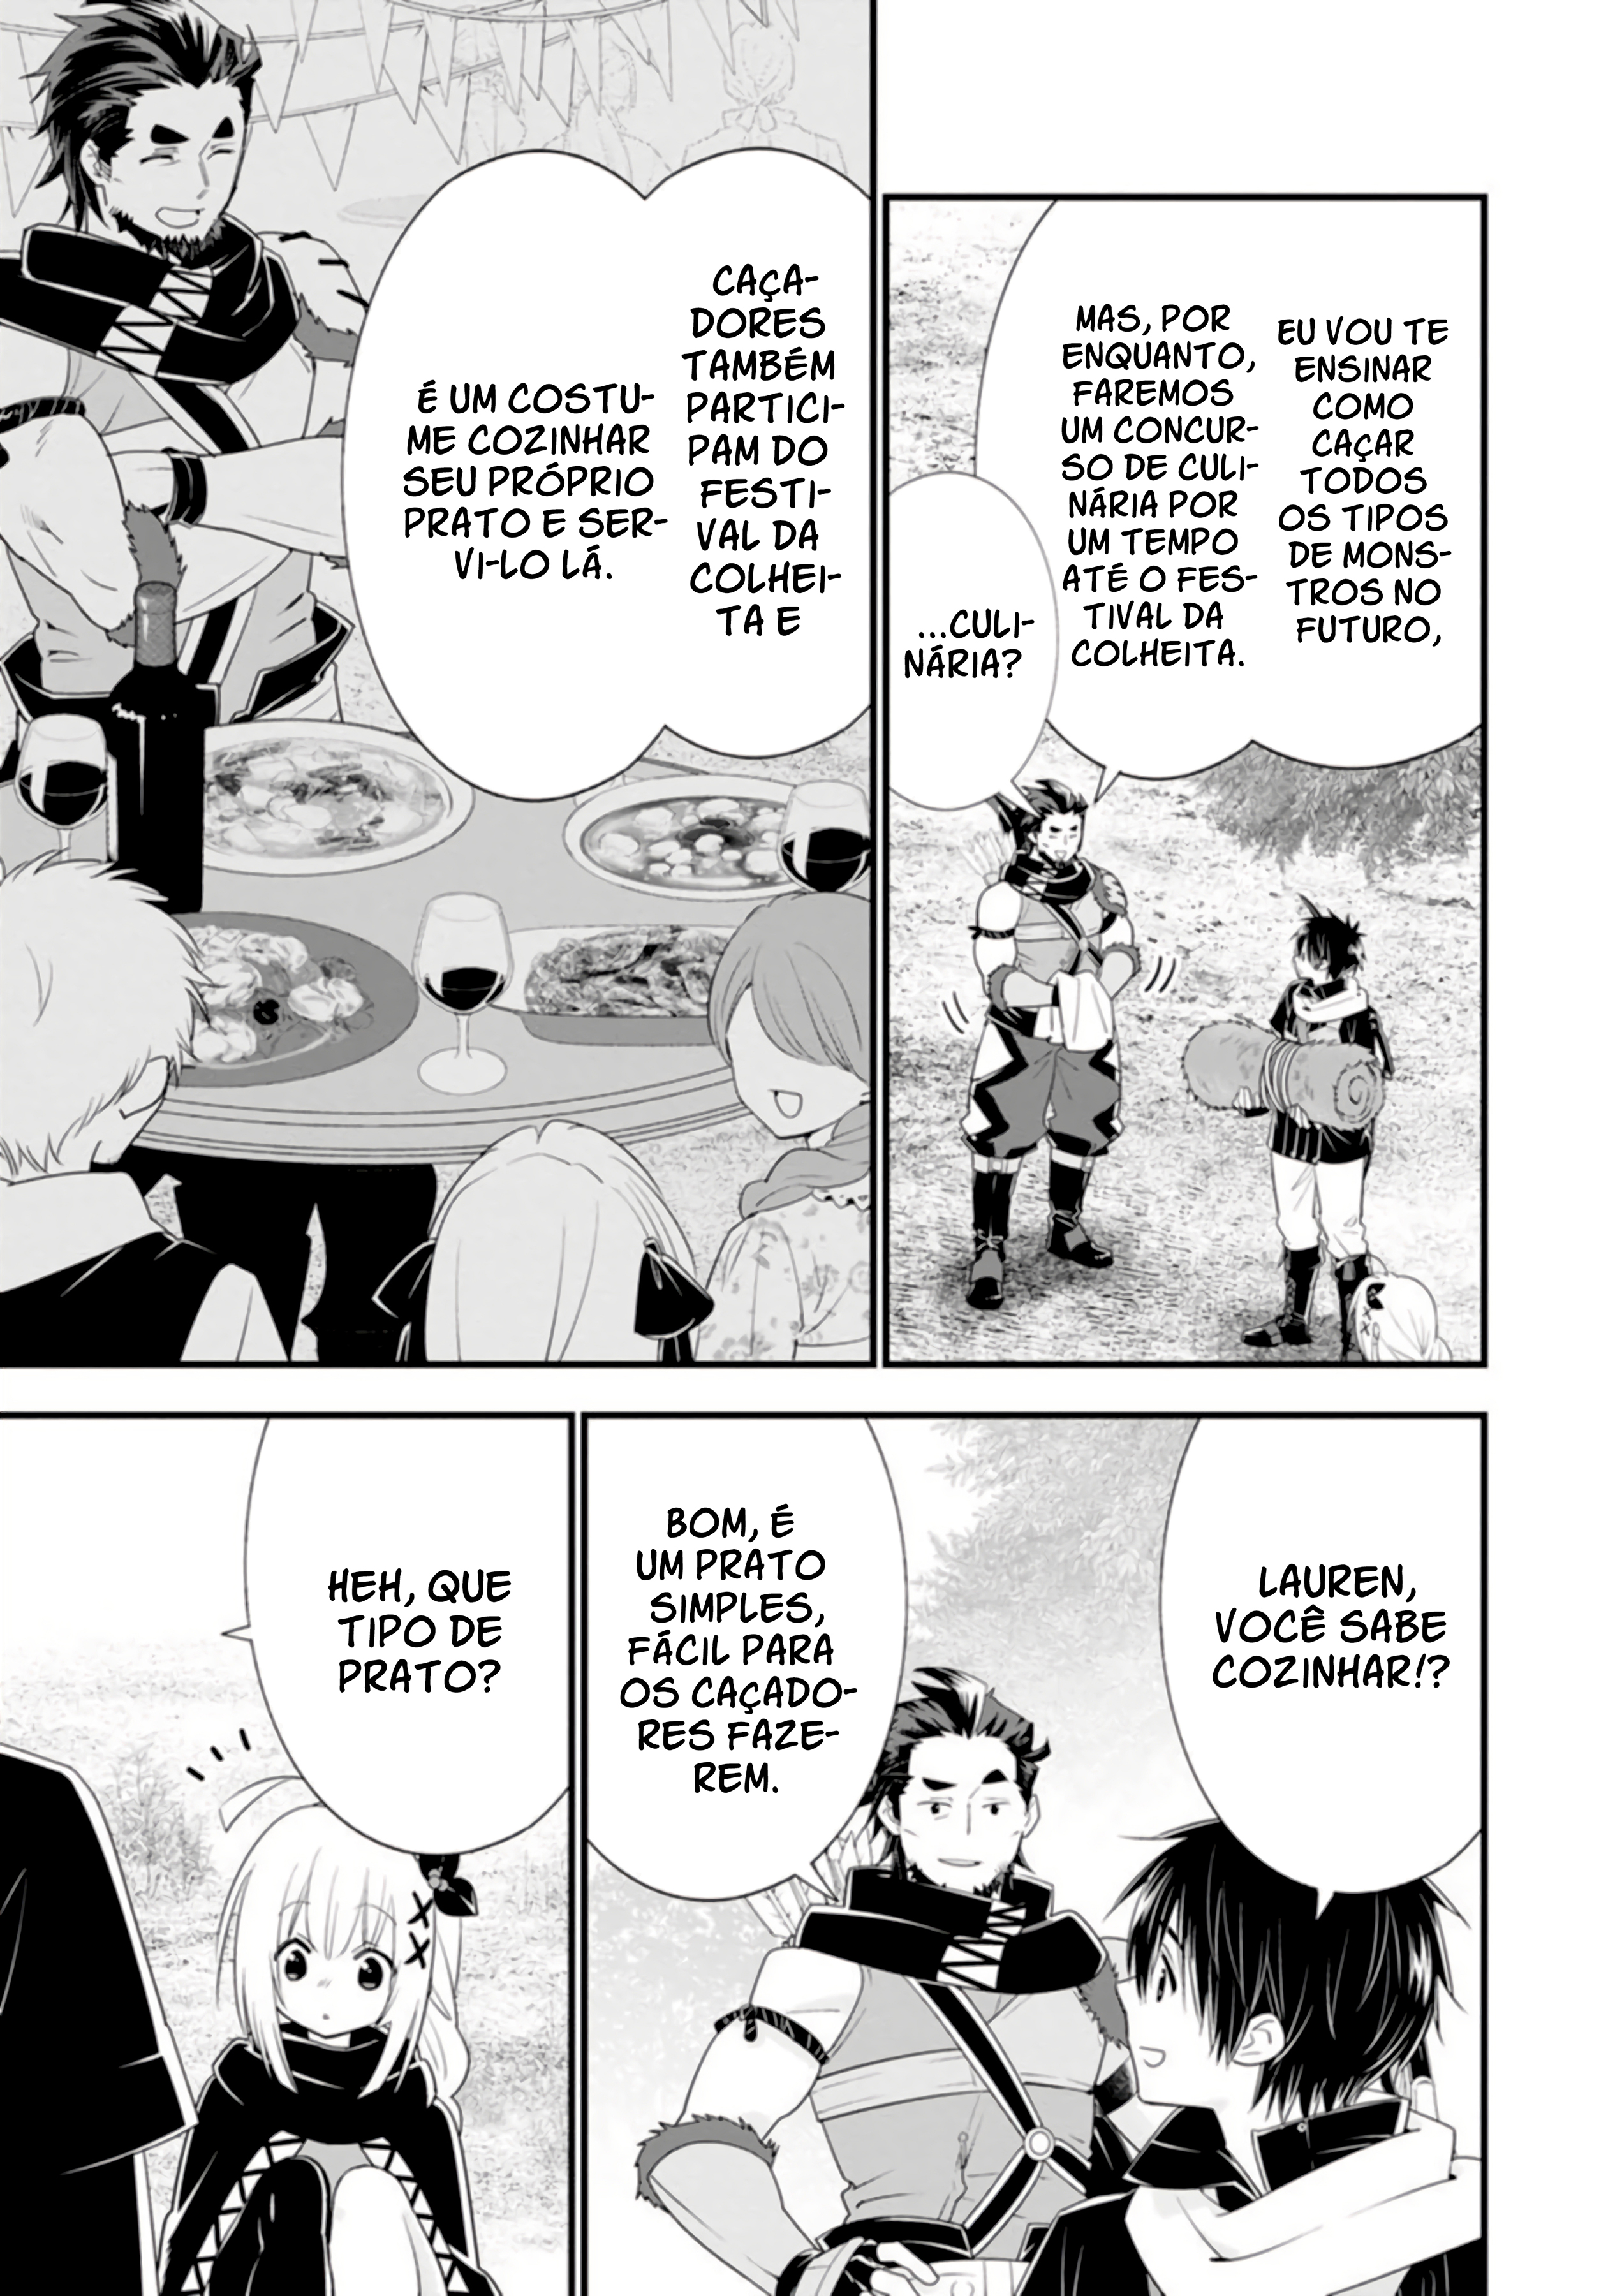 EU VOU TE
ENSINAR
COMO
CAÇAR
TODOS
OS TIPOS
DE MONS-
TROS NO
FUTURO,
MAS, POR
ENQUANTO,
FAREMOS
UM CONCUR-
SO DE CULI-
NÁRIA POR
UM TEMPO
ATÉ O FES-
TIVAL DA
COLHEITA.
...CULI-
NÁRIA?
CAÇA-
DORES
TAMBÉM
PARTICI-
PAM DO
FESTI-
VAL DA
COLHEI-
TA E
É UM COSTU-
ME COZINHAR
SEU PRÓPRIO
PRATO E SER-
VI-LO LÁ.
LAUREN,
VOCÊ SABE
COZINHAR!?
BOM, É
UM PRATO
SIMPLES,
FÁCIL PARA
OS CAÇADO-
RES FAZE-
REM.
HEH, QUE
TIPO DE
PRATO?